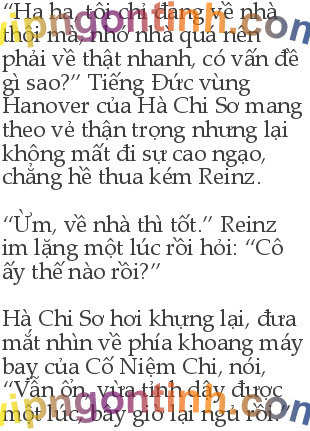 “Ha ha, tôi chỉ đang về nhà
thôi mà, nhớ nhà quá nên
phải về thật nhanh, có vấn đề
gì sao?” Tiếng Đức vùng
Hanover của Hà Chi Sơ mang
theo vẻ thận trọng nhưng lại
không mất đi sự cao ngạo,
chẳng hề thua kém Reinz.
“Ừm, về nhà thì tốt.” Reinz
im lặng một lúc rồi hỏi: “Cô
ấy thế nào rồi?”
Hà Chi Sơ hơi khựng lại, đưa
mắt nhìn về phía khoang máy
bay của Cố Niệm Chi, nói,
“Vẫn ổn, vừa tỉnh dậy được
một lúc, bây giờ lại ngủ rồi.”
vipngontinh.com
vipngontinh.com